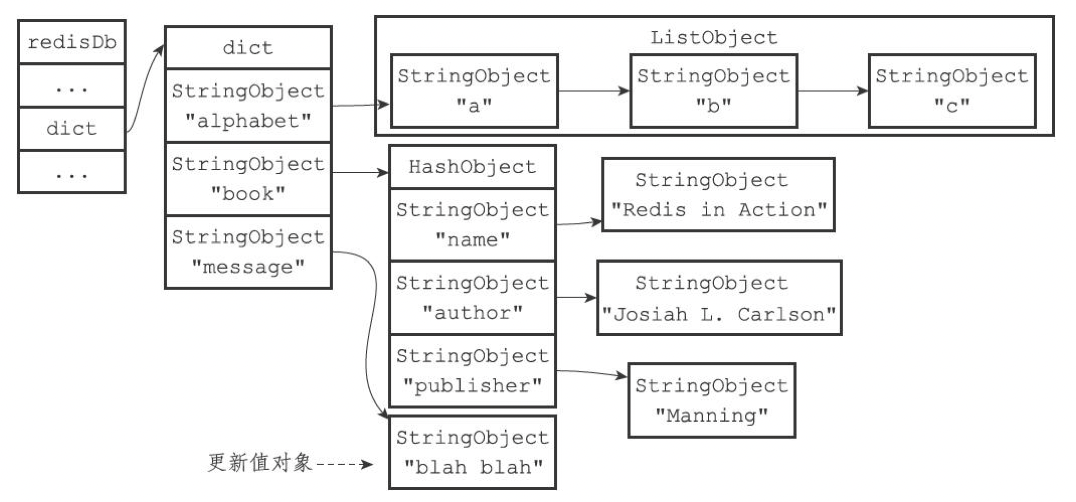 redisDb
...
dict
...
dict
StringObject
"alphabet"
StringObject
"book"
StringObject
"message"
ListObject
StringObject
"a"
StringObject
"b"
StringObject
"c"
HashObject
StringObject
"name"
StringObject
"author"
StringObject
"publisher"
StringObject
"Redis in Action"
StringObject
"Josiah L. Carlson"
StringObject
"Manning"
更新值对象
StringObject
"blah blah"